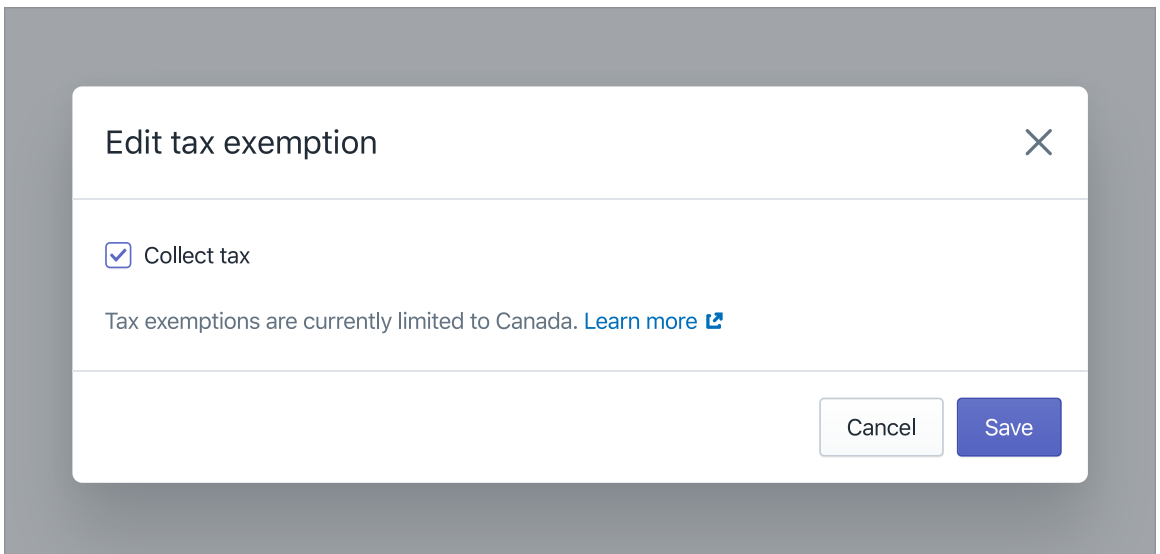 Edit tax exemption
Collect tax
Tax exemptions are currently limited to Canada. Learn more
Cancel
Save